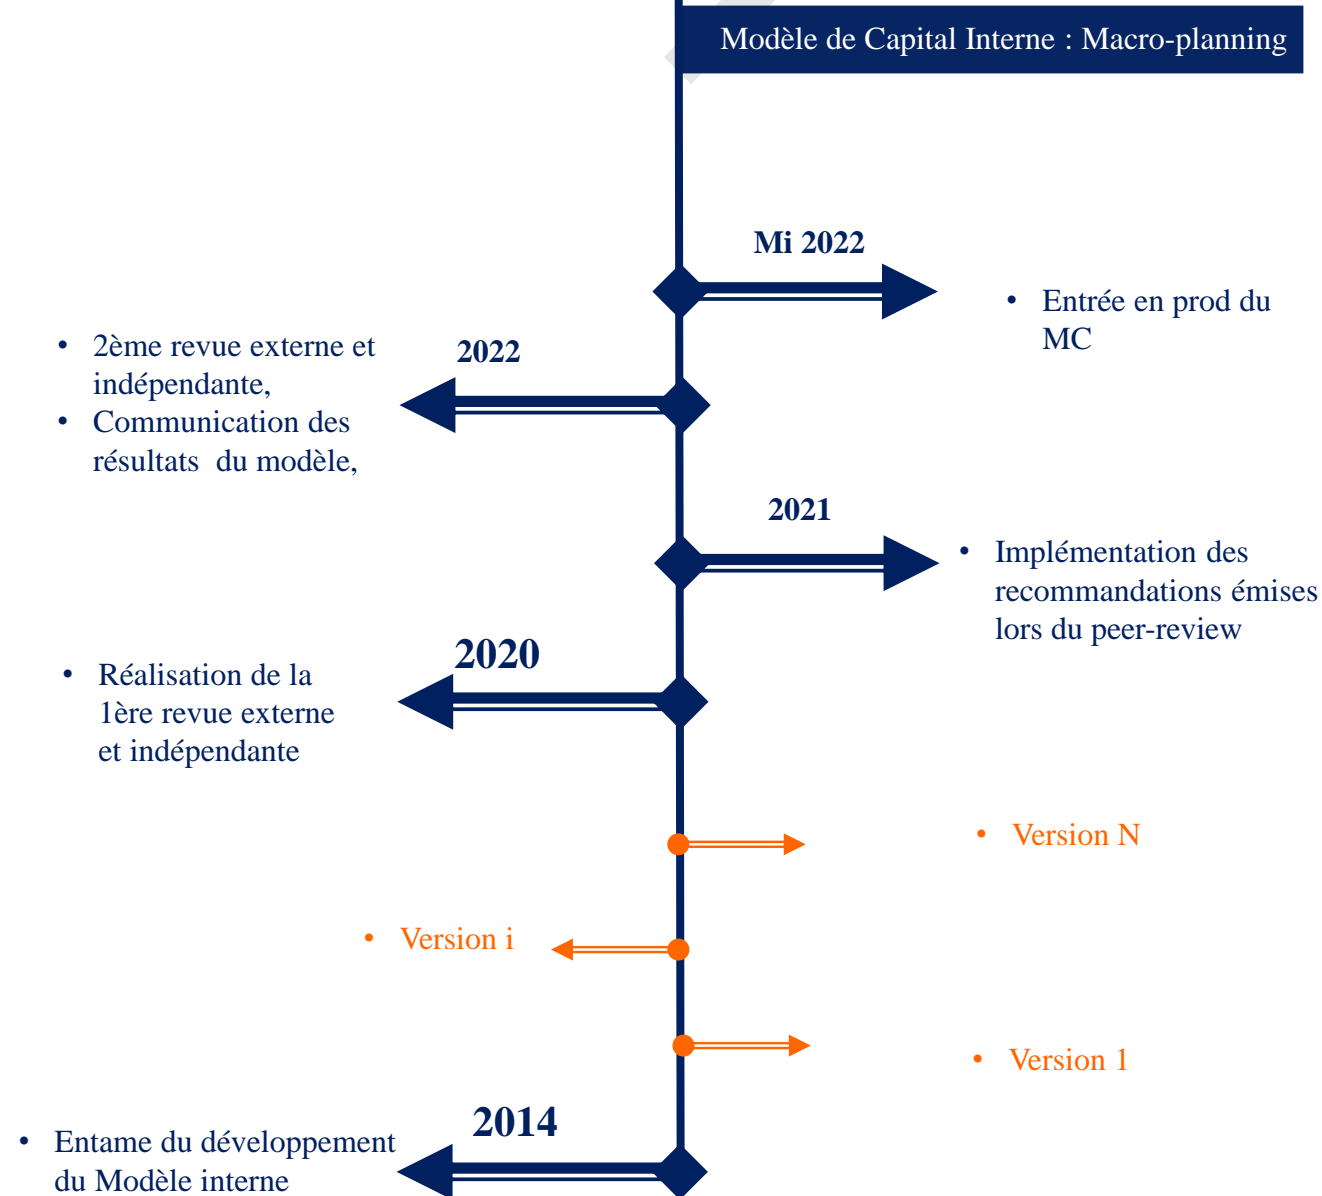 Modèle de Capital Interne : Macro-planning
Mi 2022
• Entrée en prod du
MC
2022
• 2ème revue externe et
indépendante,
• Communication des
résultats du modèle,
2021
• Implémentation des
recommandations émises
lors du peer-review
2020
• Réalisation de la
1ère revue externe
et indépendante
• Version N
• Version i
• Version 1
2014
• Entame du développement
du Modèle interne